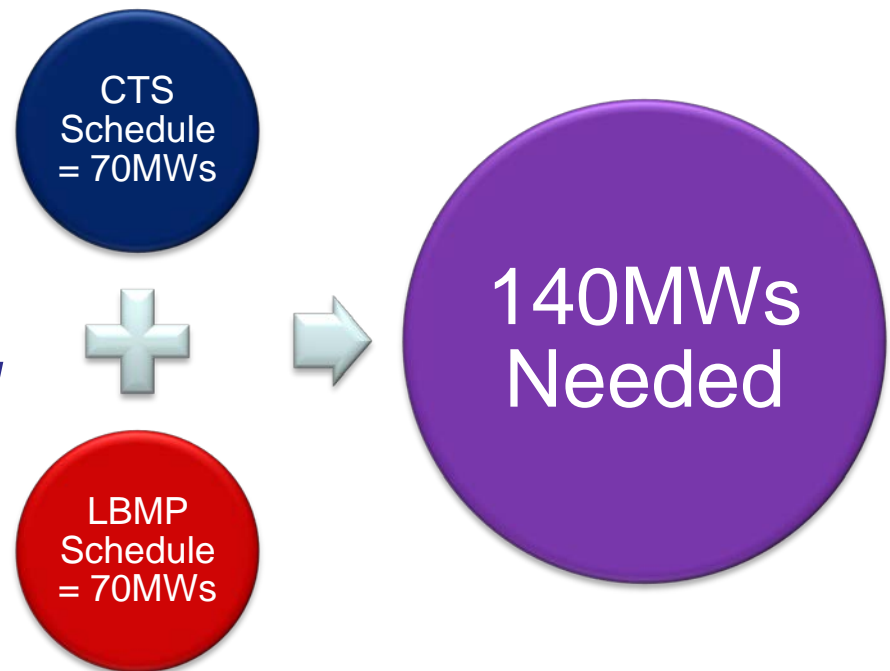 CTS
Schedule
= 70MWs
140MWs
Needed
LBMP
Schedule
= 70MWs